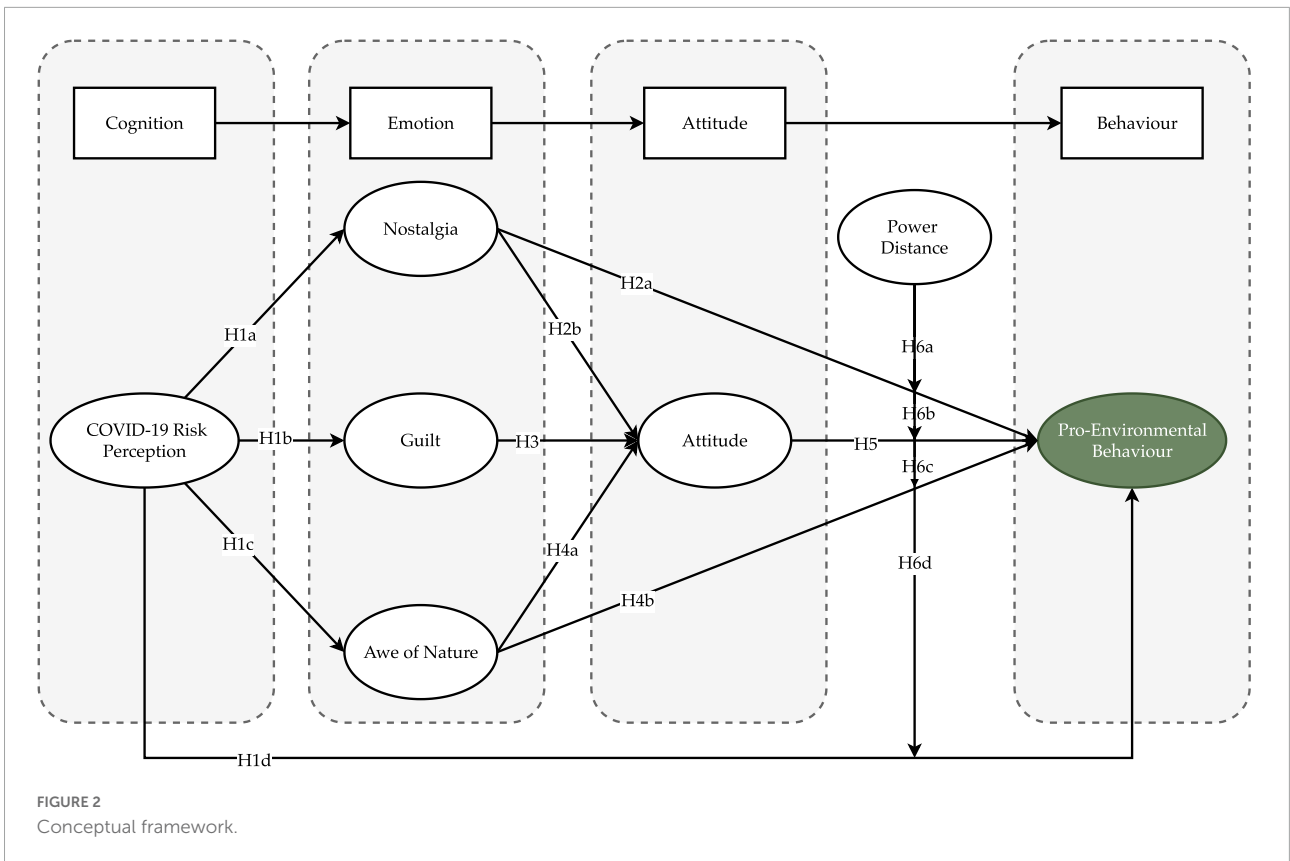 Cognition
Emotion
Attitude
Behaviour
Nostalgia
Power
Distance
H2a
H2b
H1a
H6a
H6b
COVID-19 Risk
Perception
H1b
Guilt
H3
Attitude
H5
Pro-Environmental
Behaviour
H6c
H1c
H4a
H6d
H4b
Awe of Nature
H1d
FIGURE 2
Conceptual framework.